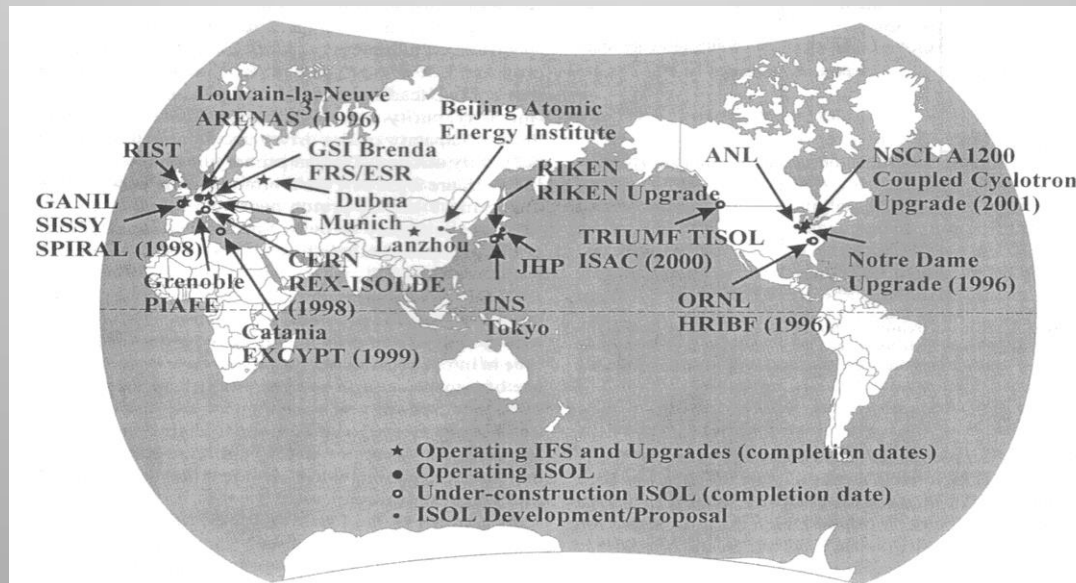 Louvain-la-Neuve
ARENAS³ (1996)
RIST
GSI Brenda
FRS/ESR
Beijing Atomic
Energy Institute
GANIL
SISSY
SPIRAL (1998)
Dubna
Munich
Lanzhou
CERN
REX-ISOLDE
(1998)
Grenoble
PIAFE
Catania
EXCYPT (1999)
RIKEN
RIKEN Upgrade
JHP
INS
Tokyo
ANL
NSCL A1200
Coupled Cyclotron
Upgrade (2001)
TRIUMF TISOL
ISAC (2000)
Notre Dame
Upgrade (1996)
ORNL
HRIBF (1996)
Operating IFS and Upgrades (completion dates)
Operating ISOL
Under-construction ISOL (completion date)
ISOL Development/Proposal